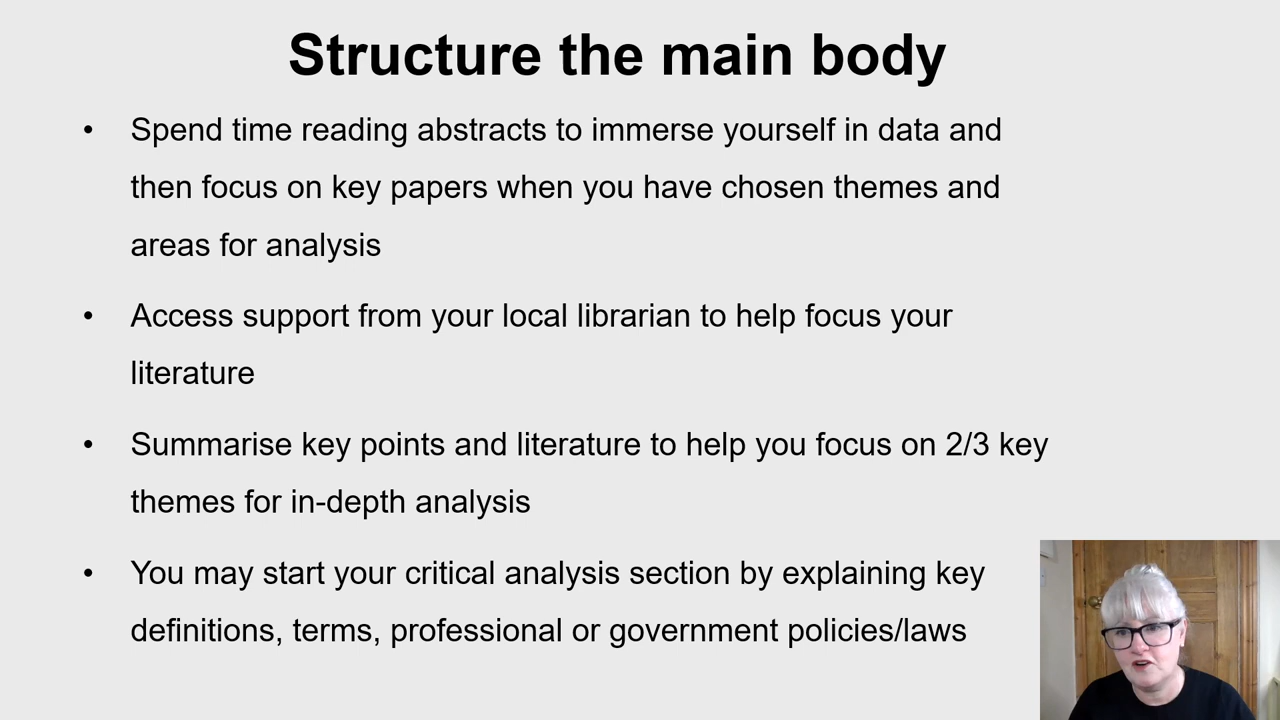 Structure the main body
• Spend time reading abstracts to immerse yourself in data and
then focus on key papers when you have chosen themes and
areas for analysis
• Access support from your local librarian to help focus your
literature
• Summarise key points and literature to help you focus on 2/3 key
themes for in-depth analysis
• You may start your critical analysis section by explaining key
definitions, terms, professional or government policies/laws